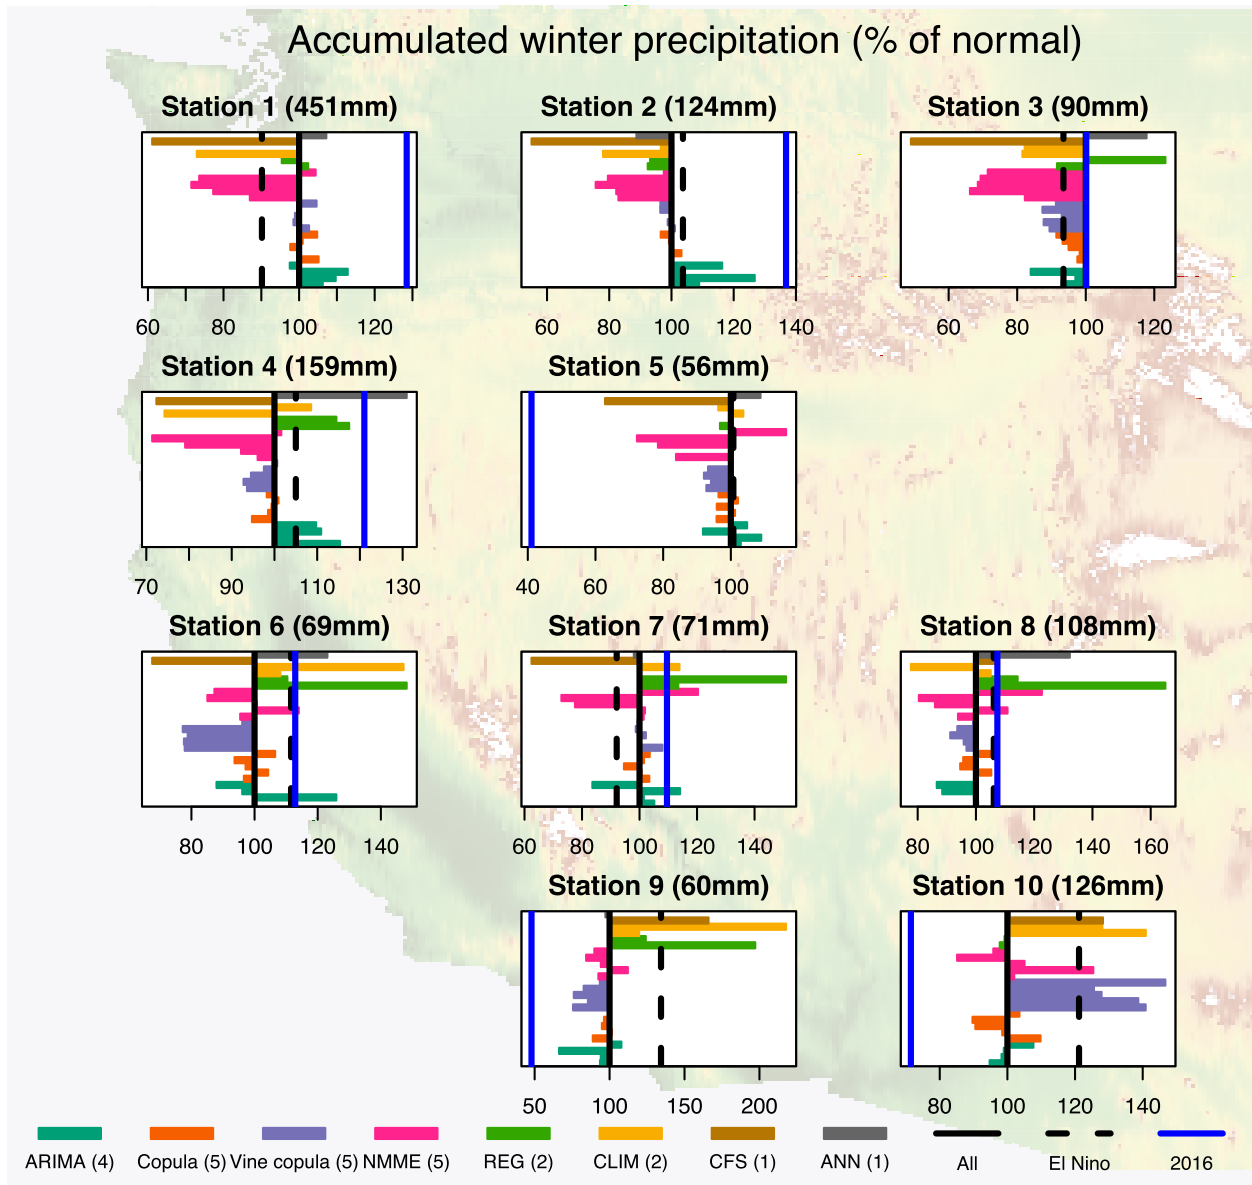 Accumulated winter precipitation (% of normal)
Station 1 (451mm)
60 80 100 120
Station 2 (124mm)
60 80 100 120 140
Station 3 (90mm)
60 80 100 120
Station 4 (159mm)
70 90 110 130
Station 5 (56mm)
40 60 80 100
Station 6 (69mm)
80 100 120 140
Station 7 (71mm)
60 80 100 120 140
Station 8 (108mm)
80 100 120 140 160
Station 9 (60mm)
50 100 150 200
Station 10 (126mm)
80 100 120 140
ARIMA (4) Copula (5) Vine copula (5) NMME (5) REG (2) CLIM (2) CFS (1) ANN (1) All El Nino 2016